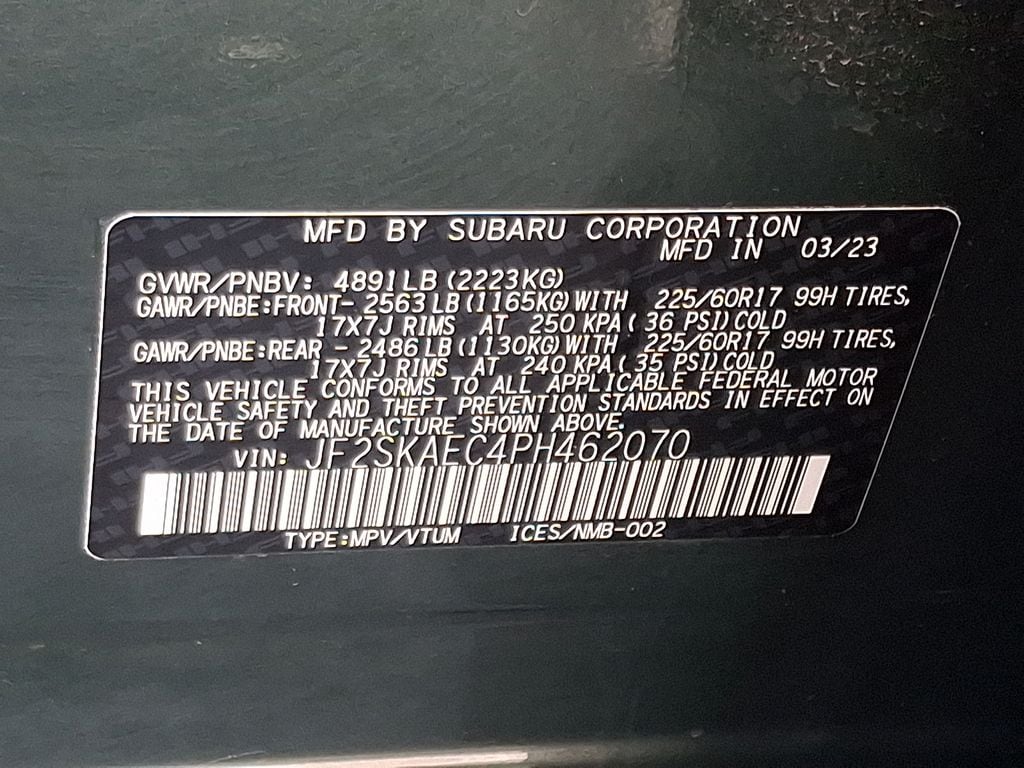 MFD BY SUBARU CORPORATION
MFD IN 03/23
GVWR/PNBV: 4891LB (2223KG)
GAWR/PNBE:FRONT- 2563 LB (1165KG) WITH 225/60R17 99H TIRES,
17X7J RIMS AT 250 KPA ( 36 PSI) COLD
GAWR/PNBE:REAR - 2486 LB (1130KG) WITH 225/60R17 99H TIRES,
17X7J RIMS AT 240 KPA ( 35 PSI) COLD
THIS VEHICLE CONFORMS TO ALL APPLICABLE FEDERAL MOTOR
VEHICLE SAFETY AND THEFT PREVENTION STANDARDS IN EFFECT ON
THE DATE OF MANUFACTURE SHOWN ABOVE.
VIN: JF2SKAEC4PH462070
TYPE:MPV/VTUM ICES/NMB-002